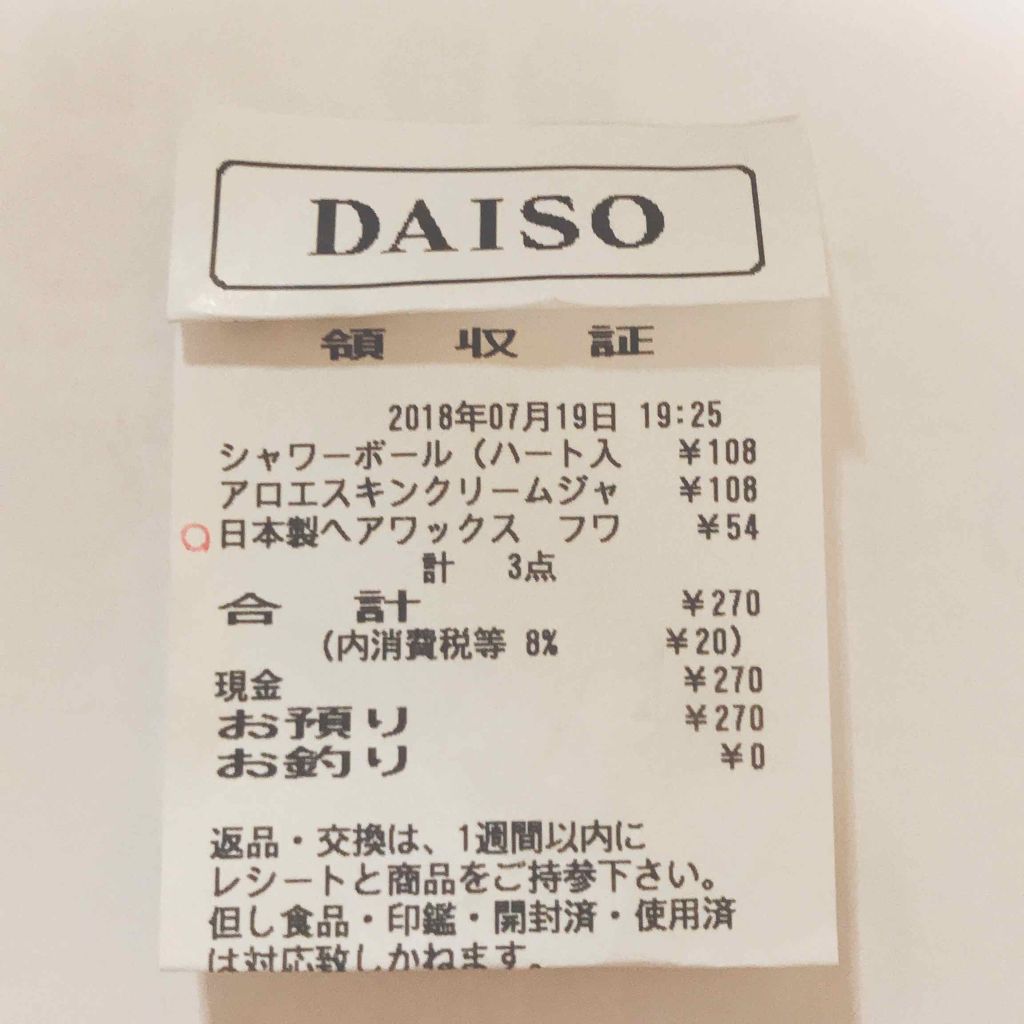 DAISO
領 収 証
2018年07月19日 19:25
シャワーボール（ハート入 ¥108
アロエスキンクリームジャ ¥108
日本製ヘアワックス フワ ¥54
計 3点
合 計 ¥270
（内消費税等 8% ¥20）
現金 ¥270
お預り ¥270
お釣り ¥0
返品・交換は、1週間以内に
レシートと商品をご持参下さい。
但し食品・印鑑・開封済・使用済
は対応致しかねます。